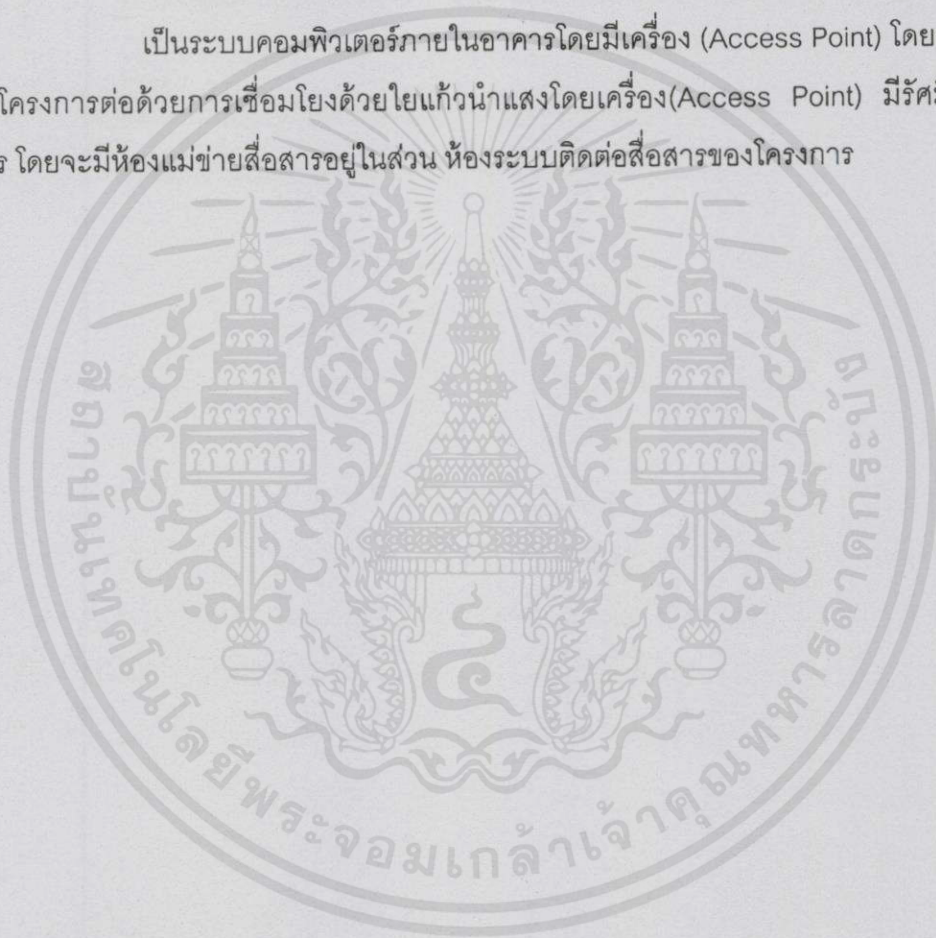 เป็นระบบคอมพิวเตอร์ภายในอาคารโดยมีเครื่อง (Access Point) โดย
โครงการต่อด้วยการเชื่อมโยงด้วยใยแก้วนำแสงโดยเครื่อง(Access Point) มี
โดยจะมีห้องแม่ข่ายสื่อสารอยู่ในส่วน ห้องระบบติดต่อสื่อสารของโครงการ
สถาบันเทคโนโลยีพระจอมเกล้าเจ้าคุณทหารลาดกระบัง
๔